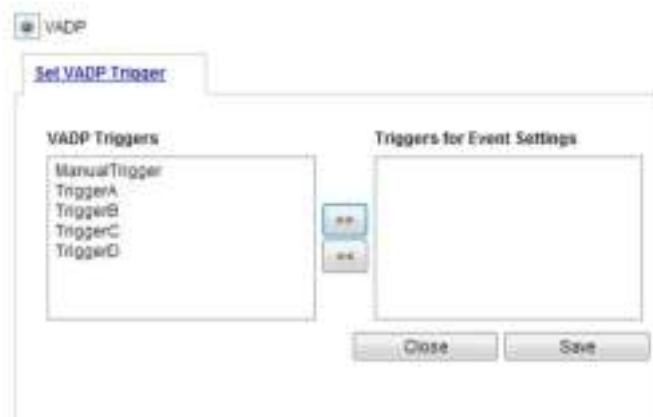 VADP
Set VADP Trigger
VADP Triggers
Triggers for Event Settings
ManualTrigger
TriggerA
TriggerB
TriggerC
TriggerD
>>
<<
Close
Save